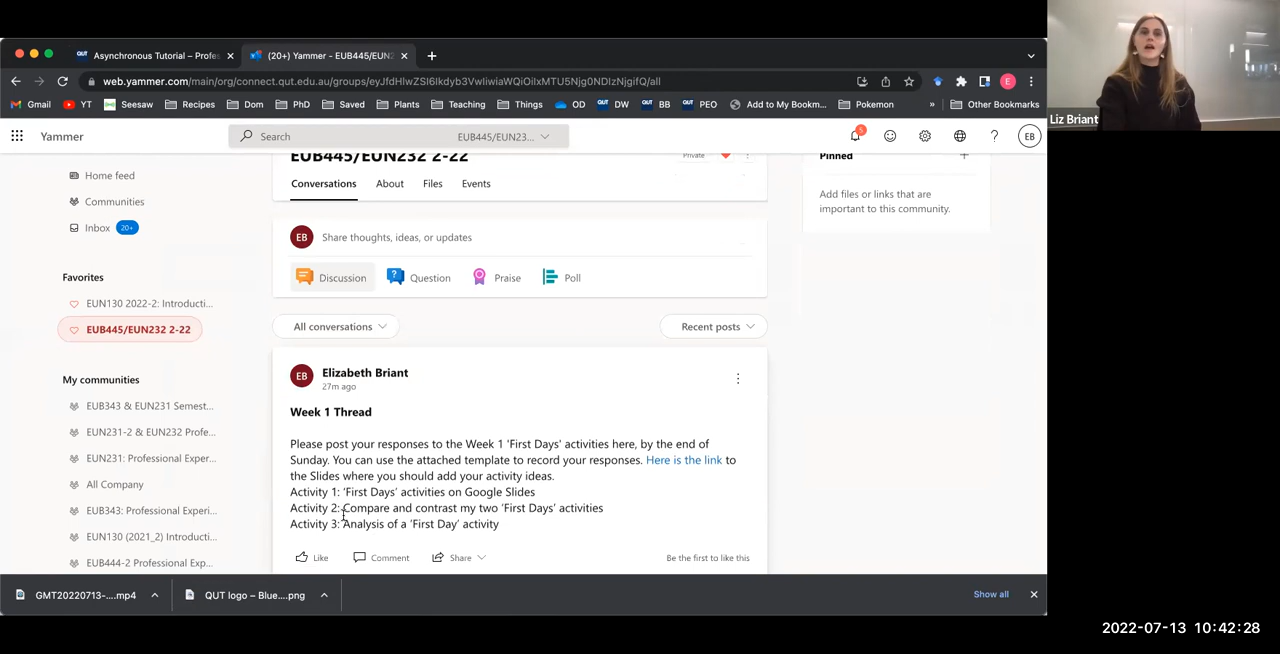 Asynchronous Tutorial – Profes
(20+) Yammer - EUB445/EUN2
web.yammer.com/main/org/connect.qut.edu.au/groups/eyJfdHlwZSI6Ikdyb3VwIiwiaWQiOiIxMTU5Njg0NDIzNjgifQ/all
Gmail YT Seesaw Recipes Dom PhD Saved Plants Teaching Things OD DW BB PEO Add to My Bookm... Pokemon » Other Bookmarks
Liz Briant
Yammer
Search EUB445/EUN23...
5
EB
EUB445/EUN232 2-22
Private
Conversations About Files Events
Home feed
Communities
Inbox 20+
Favorites
EUN130 2022-2: Introducti...
EUB445/EUN232 2-22
My communities
EUB343 & EUN231 Semest...
EUN231-2 & EUN232 Profe...
EUN231: Professional Exper...
All Company
EUB343: Professional Experi...
EUN130 (2021_2) Introducti...
EUB444-2 Professional Exp...
EB Share thoughts, ideas, or updates
Discussion Question Praise Poll
All conversations Recent posts
EB Elizabeth Briant
27m ago
Week 1 Thread
Please post your responses to the Week 1 'First Days' activities here, by the end of
Sunday. You can use the attached template to record your responses. Here is the link to
the Slides where you should add your activity ideas.
Activity 1: 'First Days' activities on Google Slides
Activity 2: Compare and contrast my two 'First Days' activities
Activity 3: Analysis of a 'First Day' activity
Like Comment Share Be the first to like this
Pinned
Add files or links that are
important to this community.
GMT20220713-....mp4 QUT logo – Blue....png Show all
2022-07-13 10:42:28